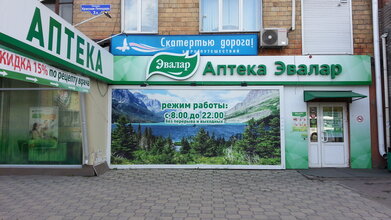 Скатертью дорога!
АПТЕКА
СКИДКА 15% по рецепту врача
Эвалар Аптека Эвалар
режим работы:
с 8.00 до 22.00
без перерыва и выходных